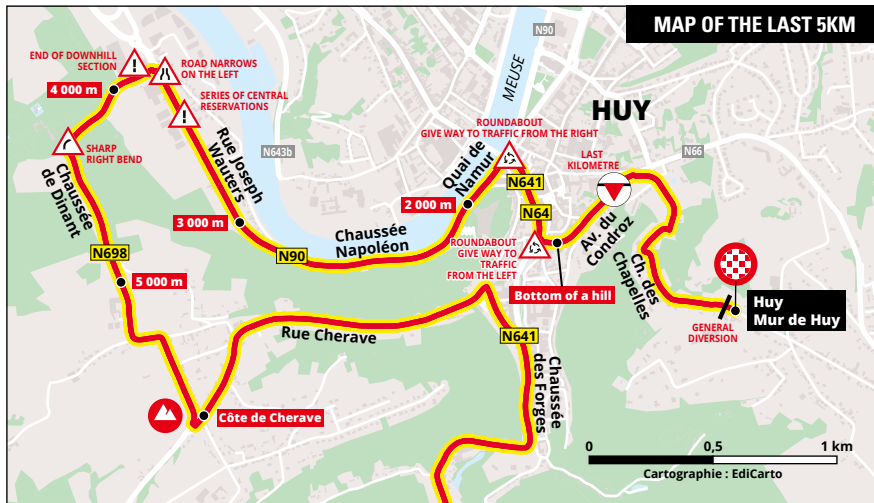 MAP OF THE LAST 5KM
N90
END OF DOWNHILL
SECTION
ROAD NARROWS
ON THE LEFT
4 000 m
SERIES OF CENTRAL
RESERVATIONS
MEUSE
HUY
ROUNDABOUT
GIVE WAY TO TRAFFIC FROM THE RIGHT
SHARP
RIGHT BEND
N643b
N66
LAST
KILOMETRE
Rue Joseph
Wauters
Quai de
Namur
Chaussée
de Dinant
N641
N64
2 000 m
3 000 m
Chaussée
Napoléon
N90
N698
ROUNDABOUT
GIVE WAY TO
TRAFFIC
FROM THE LEFT
Av. du
Condroz
Ch. des
Chapelles
5 000 m
Bottom of a hill
Huy
Mur de Huy
GENERAL
DIVERSION
Rue Cherave
N641
Chaussée
des Forges
Côte de Cherave
0 0,5 1 km
Cartographie : EdiCarto